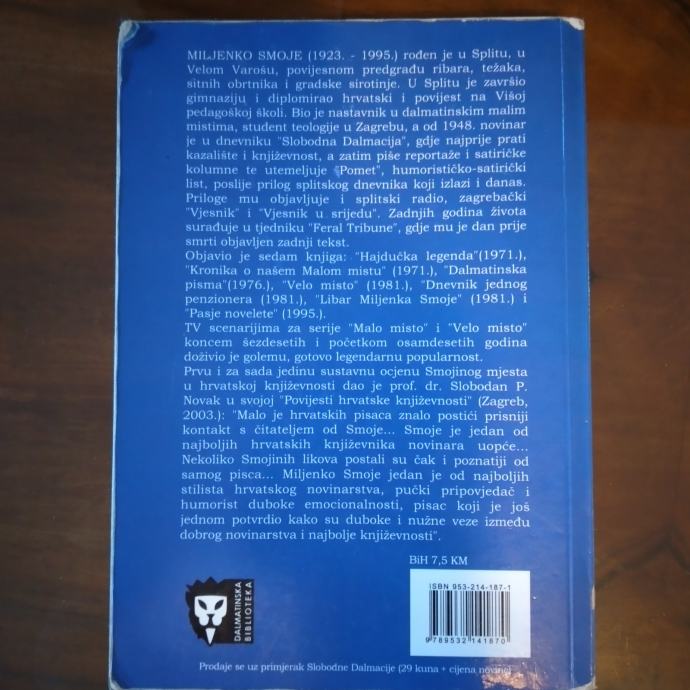 MILJENKO SMOJE (1923. - 1995.) rođen je u Splitu, u
Velom Varošu, povijesnom predgrađu ribara, težaka,
sitnih obrtnika i gradske sirotinje. U Splitu je završio
gimnaziju i diplomirao hrvatski i povijest na Višoj
pedagoškoj školi. Bio je nastavnik u dalmatinskim malim
mistima, student teologije u Zagrebu, a od 1948. novinar
je u dnevniku "Slobodna Dalmacija", gdje najprije prati
kazalište i književnost, a zatim piše reportaže i satiričke
kolumne te utemeljuje "Pomet", humorističko-satirički
list, poslije prilog splitskog dnevnika koji izlazi i danas.
Priloge mu objavljuje i splitski radio, zagrebački
"Vjesnik" i "Vjesnik u srijedu". Zadnjih godina života
surađuje u tjedniku "Feral Tribune", gdje mu je dan prije
smrti objavljen zadnji tekst.
Objavio je sedam knjiga: "Hajdučka legenda"(1971.),
"Kronika o našem Malom mistu" (1971.), "Dalmatinska
pisma"(1976.), "Velo misto" (1981.), "Dnevnik jednog
penzionera (1981.), "Libar Miljenka Smoje" (1981.) i
"Pasje novelete" (1995.).
TV scenarijima za serije "Malo misto" i "Velo misto"
koncem šezdesetih i početkom osamdesetih godina
doživio je golemu, gotovo legendarnu popularnost.
Prvu i za sada jedinu sustavnu ocjenu Smojinog mjesta
u hrvatskoj književnosti dao je prof. dr. Slobodan P.
Novak u svojoj "Povijesti hrvatske književnosti" (Zagreb,
2003.): "Malo je hrvatskih pisaca znalo postići prisniji
kontakt s čitateljem od Smoje... Smoje je jedan od
najboljih hrvatskih književnika novinara uopće...
Nekoliko Smojinih likova postali su čak i poznatiji od
samog pisca... Miljenko Smoje jedan je od najboljih
stilista hrvatskog novinarstva, pučki pripovjedač i
humorist duboke emocionalnosti, pisac koji je još
jednom potvrdio kako su duboke i nužne veze između
dobrog novinarstva i najbolje književnosti".
BiH 7,5 KM
ISBN 953-214-187-1
9 789532 141870
DALMATINSKA
BIBLIOTEKA
Prodaje se uz primjerak Slobodne Dalmacije (29 kuna + cijena novine)